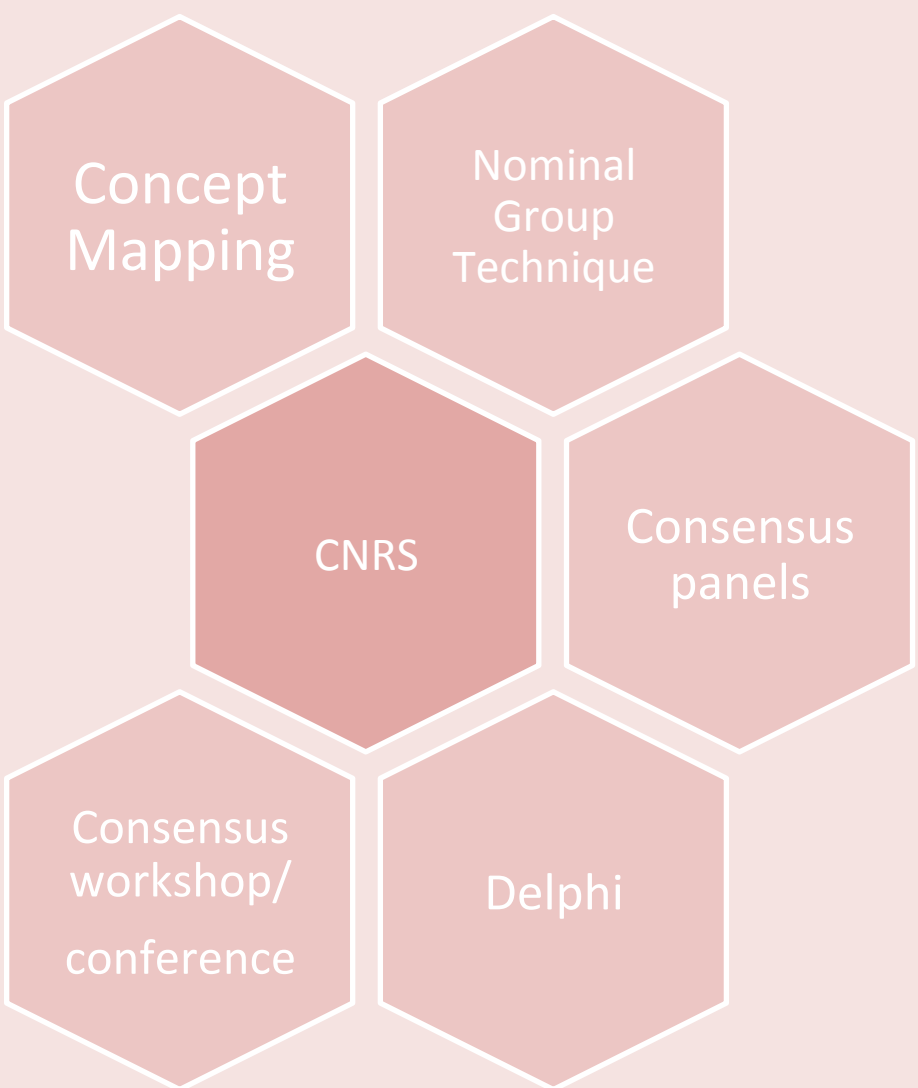 Concept
Mapping
Nominal
Group
Technique
CNRS
Consensus
panels
Consensus
workshop/
conference
Delphi